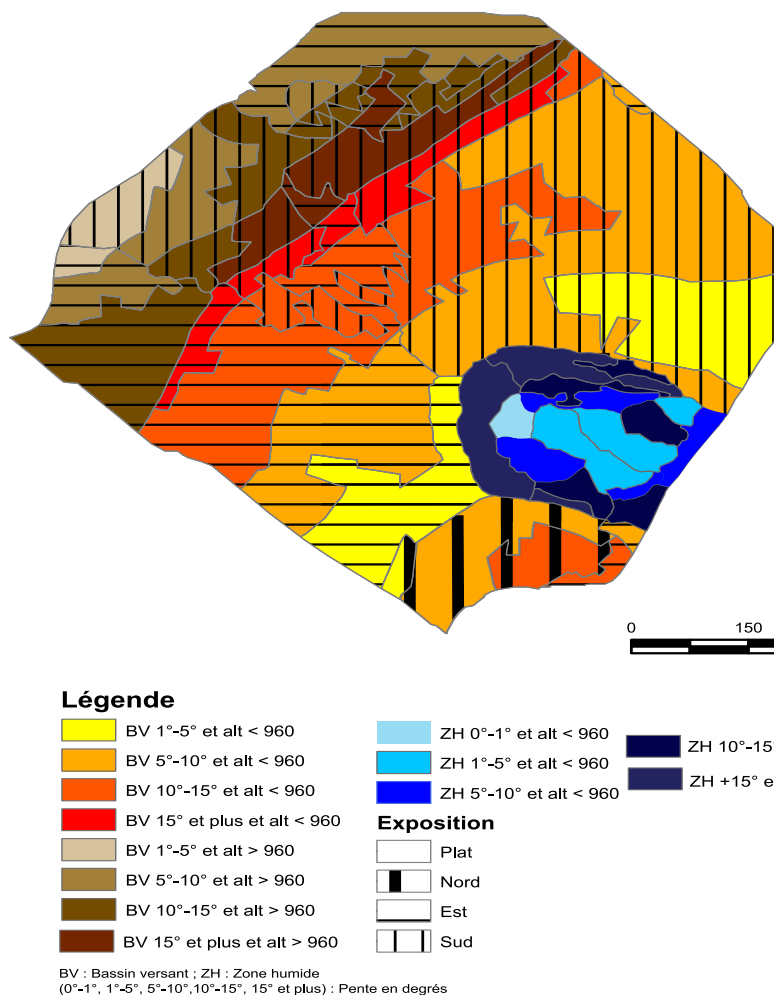 0 150
Légende
BV 1°-5° et alt < 960
BV 5°-10° et alt < 960
BV 10°-15° et alt < 960
BV 15° et plus et alt < 960
BV 1°-5° et alt > 960
BV 5°-10° et alt > 960
BV 10°-15° et alt > 960
BV 15° et plus et alt > 960
ZH 0°-1° et alt < 960
ZH 1°-5° et alt < 960
ZH 5°-10° et alt < 960
ZH 10°-15°
ZH +15° e
Exposition
Plat
Nord
Est
Sud
BV : Bassin versant ; ZH : Zone humide
(0°-1°, 1°-5°, 5°-10°,10°-15°, 15° et plus) : Pente en degrés